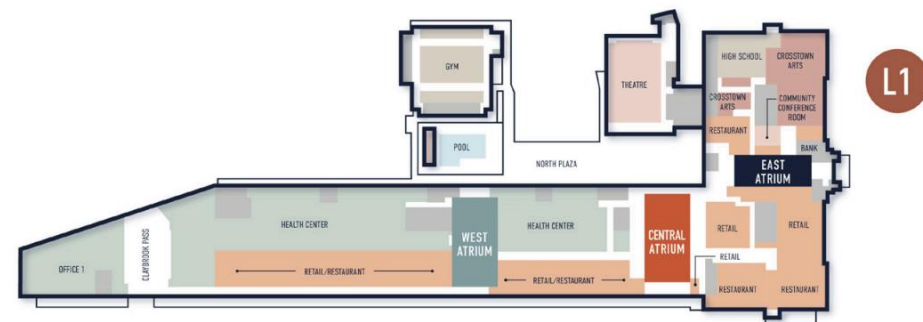 L1
HIGH SCHOOL
CROSSTOWN
ARTS
GYM
THEATRE
CROSSTOWN
ARTS
COMMUNITY
CONFERENCE
ROOM
RESTAURANT
POOL
BANK
NORTH PLAZA
EAST
ATRIUM
HEALTH CENTER
WEST
ATRIUM
HEALTH CENTER
CENTRAL
ATRIUM
RETAIL
RETAIL
CLAYBROOK PASS
OFFICE 1
RETAIL/RESTAURANT
RETAIL/RESTAURANT
RETAIL
RESTAURANT
RESTAURANT